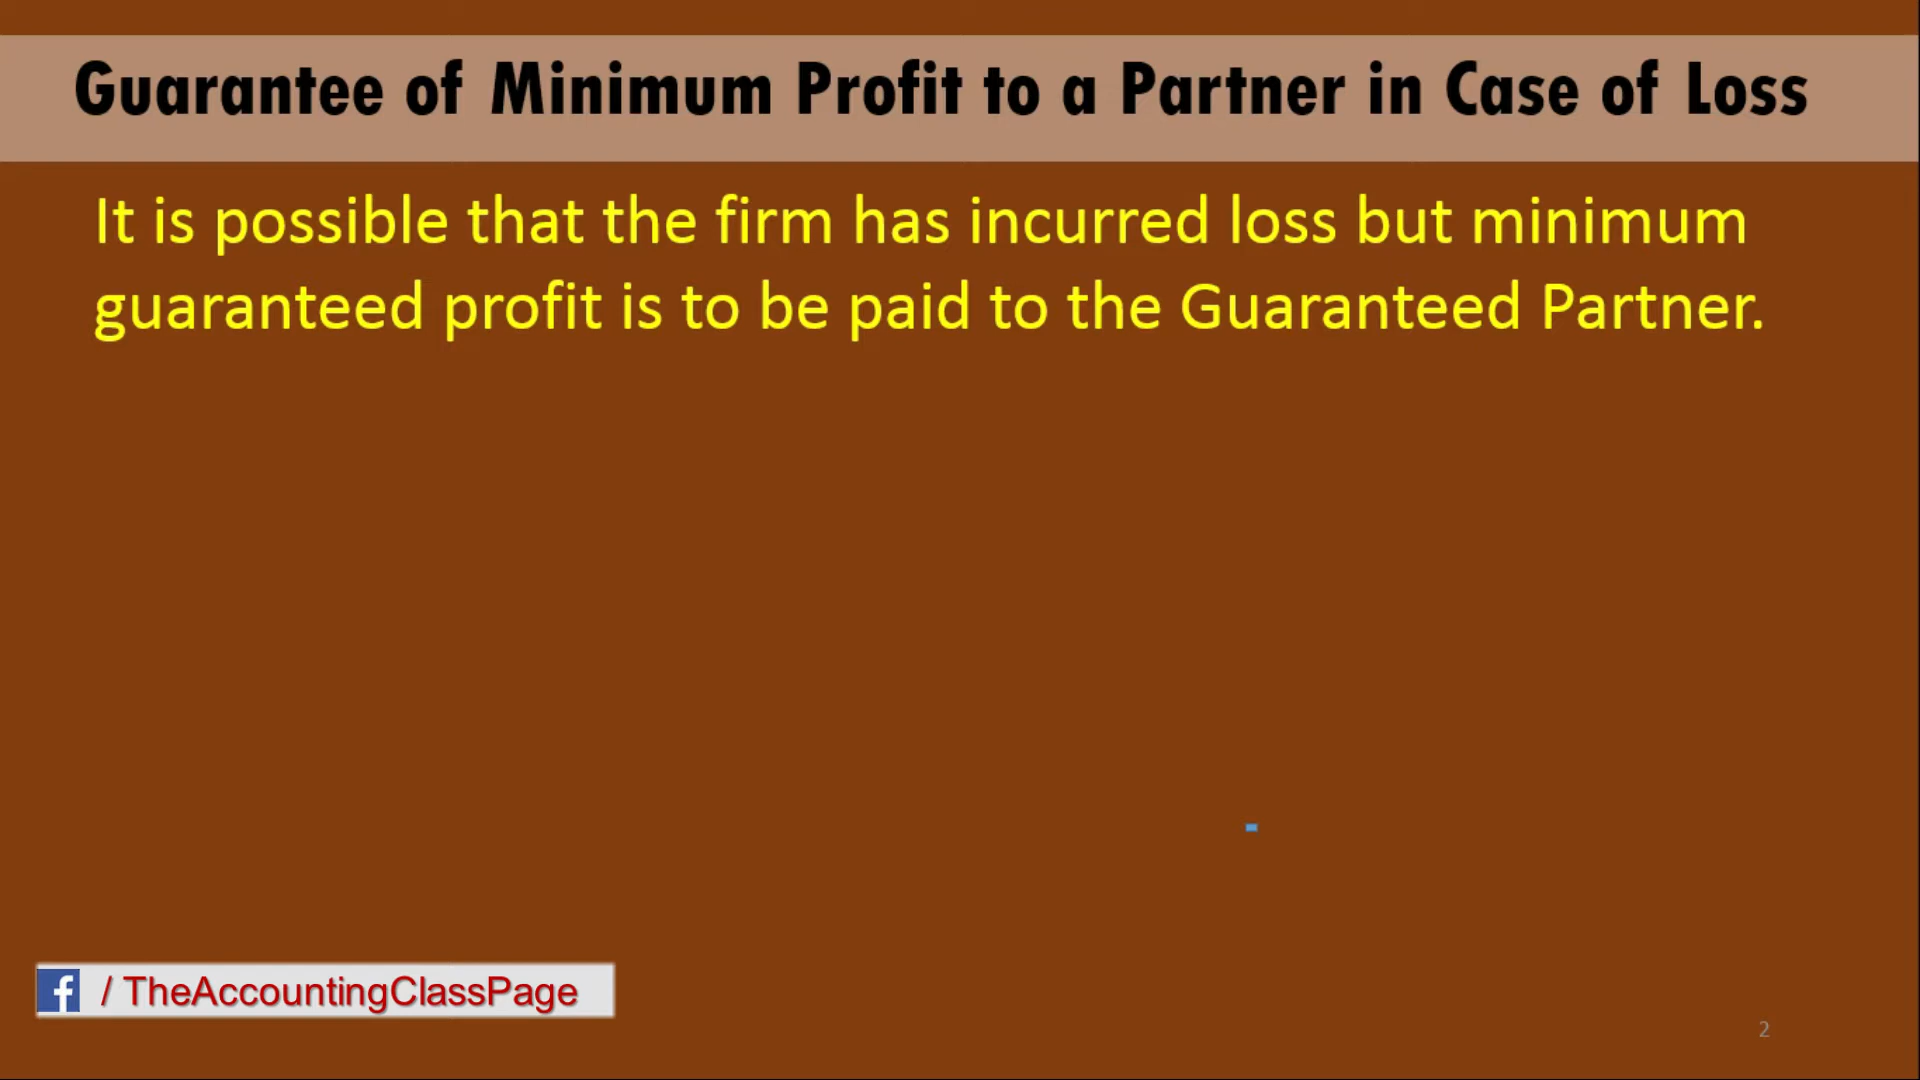 Guarantee of Minimum Profit to a Partner in Case of Loss
It is possible that the firm has incurred loss but minimum
guaranteed profit is to be paid to the Guaranteed Partner.
f / TheAccountingClassPage
2